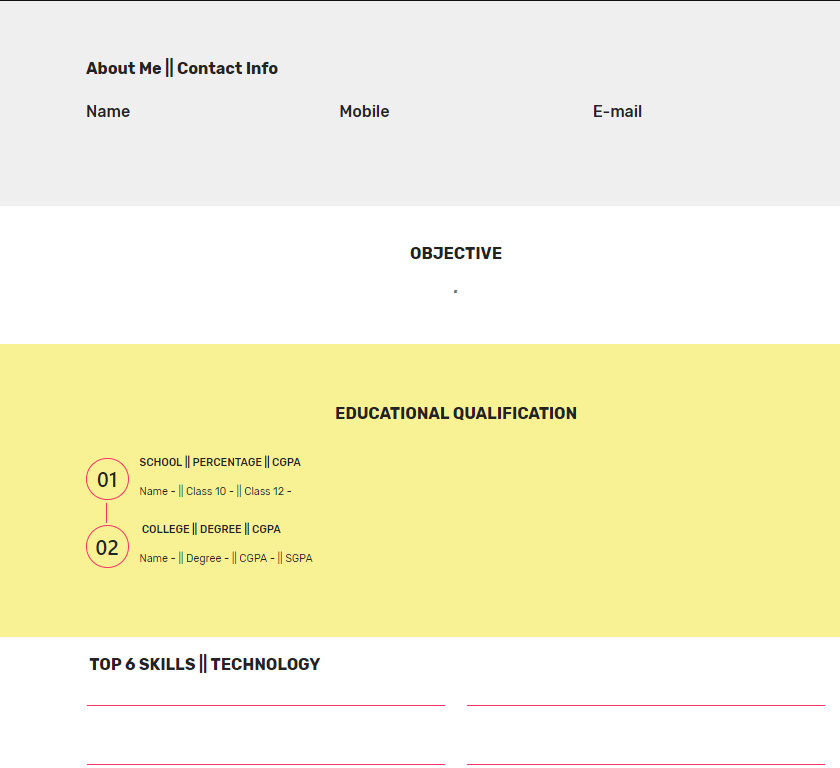 About Me || Contact Info
Name Mobile E-mail
OBJECTIVE
.
EDUCATIONAL QUALIFICATION
01 SCHOOL || PERCENTAGE || CGPA
Name - || Class 10 - || Class 12 -
02 COLLEGE || DEGREE || CGPA
Name - || Degree - || CGPA - || SGPA
TOP 6 SKILLS || TECHNOLOGY